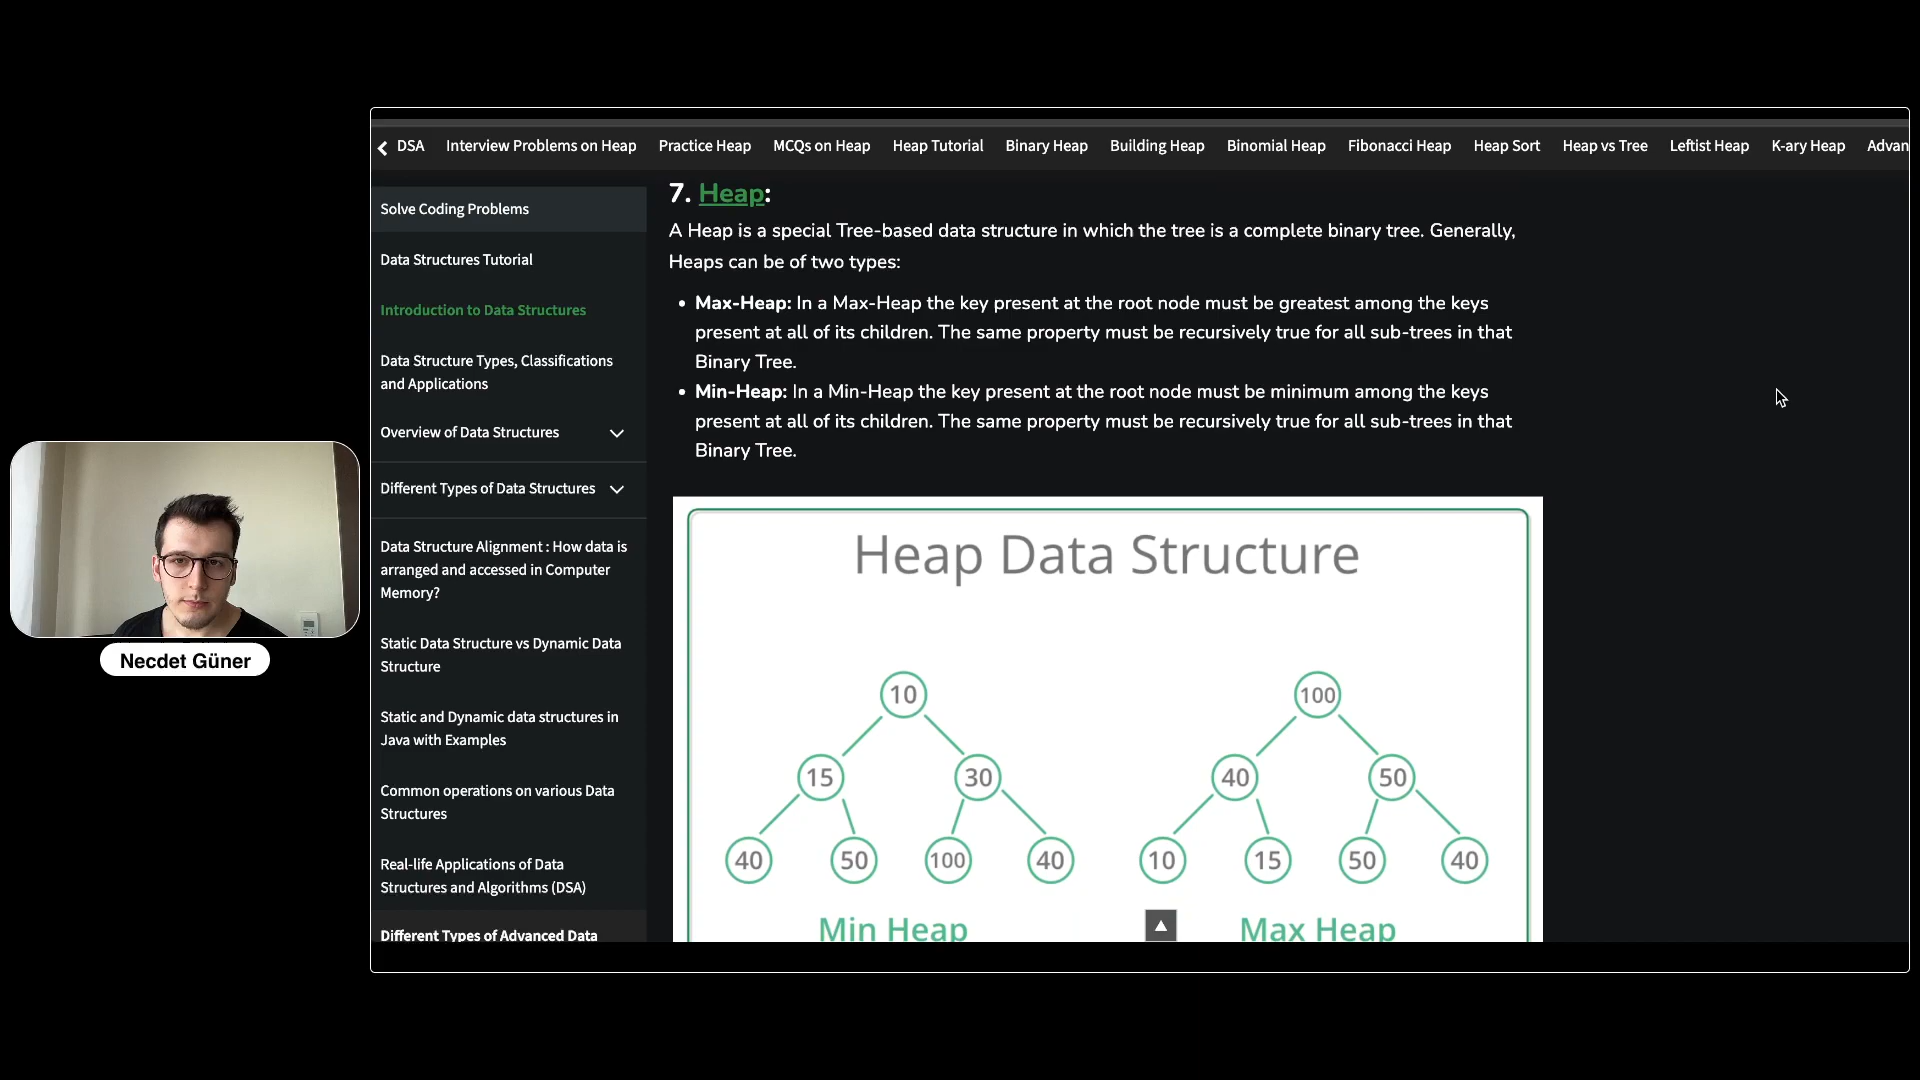 DSA Interview Problems on Heap Practice Heap MCQs on Heap Heap Tutorial Binary Heap Building Heap Binomial Heap Fibonacci Heap Heap Sort Heap vs Tree Leftist Heap K-ary Heap Advan
Solve Coding Problems
Data Structures Tutorial
Introduction to Data Structures
Data Structure Types, Classifications
and Applications
Overview of Data Structures
Different Types of Data Structures
Data Structure Alignment : How data is
arranged and accessed in Computer
Memory?
Static Data Structure vs Dynamic Data
Structure
Static and Dynamic data structures in
Java with Examples
Common operations on various Data
Structures
Real-life Applications of Data
Structures and Algorithms (DSA)
Different Types of Advanced Data
7. Heap:
A Heap is a special Tree-based data structure in which the tree is a complete binary tree. Generally,
Heaps can be of two types:
• Max-Heap: In a Max-Heap the key present at the root node must be greatest among the keys
present at all of its children. The same property must be recursively true for all sub-trees in that
Binary Tree.
• Min-Heap: In a Min-Heap the key present at the root node must be minimum among the keys
present at all of its children. The same property must be recursively true for all sub-trees in that
Binary Tree.
Heap Data Structure
10
15 30
40 50 100 40
Min Heap
100
40 50
10 15 50 40
Max Heap
Necdet Güner